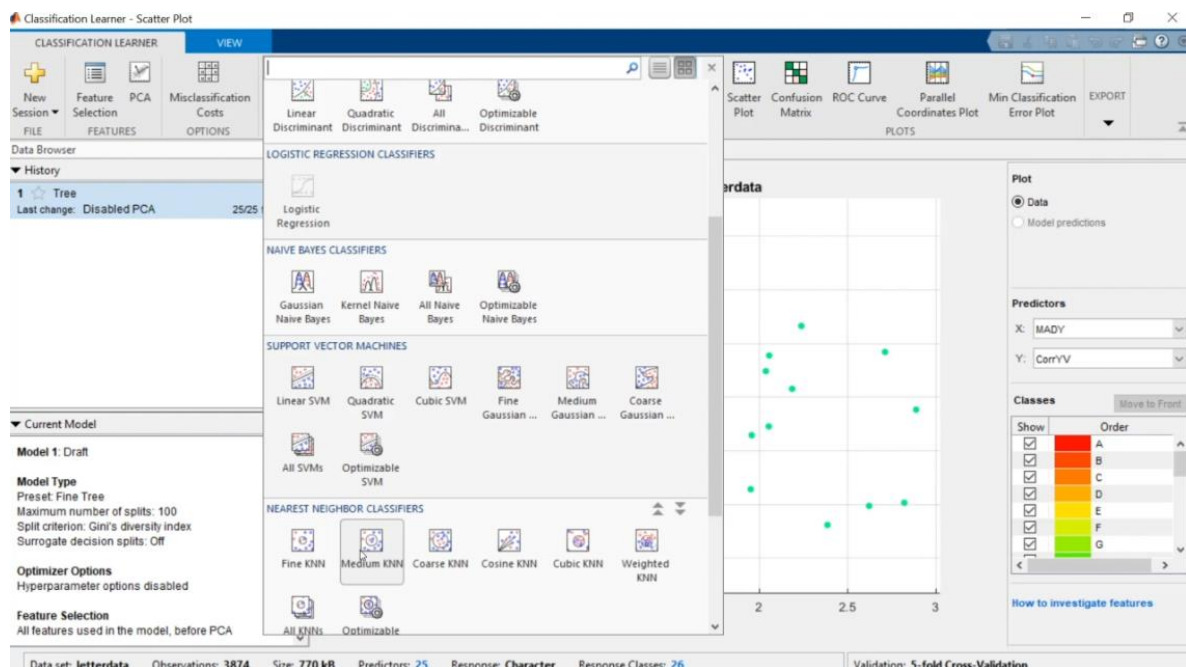 Classification Learner - Scatter Plot
CLASSIFICATION LEARNER VIEW
New Session Feature Selection PCA Misclassification Costs
FILE FEATURES OPTIONS
Scatter Plot Confusion Matrix ROC Curve Parallel Coordinates Plot Min Classification Error Plot EXPORT
PLOTS
Data Browser
History
1 Tree
Last change: Disabled PCA 25/25
Current Model
Model 1: Draft
Model Type
Preset: Fine Tree
Maximum number of splits: 100
Split criterion: Gini's diversity index
Surrogate decision splits: Off
Optimizer Options
Hyperparameter options disabled
Feature Selection
All features used in the model, before PCA
Linear Discriminant Quadratic Discriminant All Discrimina... Optimizable Discriminant
LOGISTIC REGRESSION CLASSIFIERS
Logistic Regression
NAIVE BAYES CLASSIFIERS
Gaussian Naive Bayes Kernel Naive Bayes All Naive Bayes Optimizable Naive Bayes
SUPPORT VECTOR MACHINES
Linear SVM Quadratic SVM Cubic SVM Fine Gaussian ... Medium Gaussian ... Coarse Gaussian ...
All SVMs Optimizable SVM
NEAREST NEIGHBOR CLASSIFIERS
Fine KNN Medium KNN Coarse KNN Cosine KNN Cubic KNN Weighted KNN
All KNNs Optimizable
erdata
2 2.5 3
Plot
Data
Model predictions
Predictors
X: MADY
Y: CorrYV
Classes Move to Front
Show Order
A
B
C
D
E
F
G
How to investigate features
Data set: letterdata Observations: 3874 Size: 770 kB Predictors: 25 Response: Character Response Classes: 26 Validation: 5-fold Cross-Validation